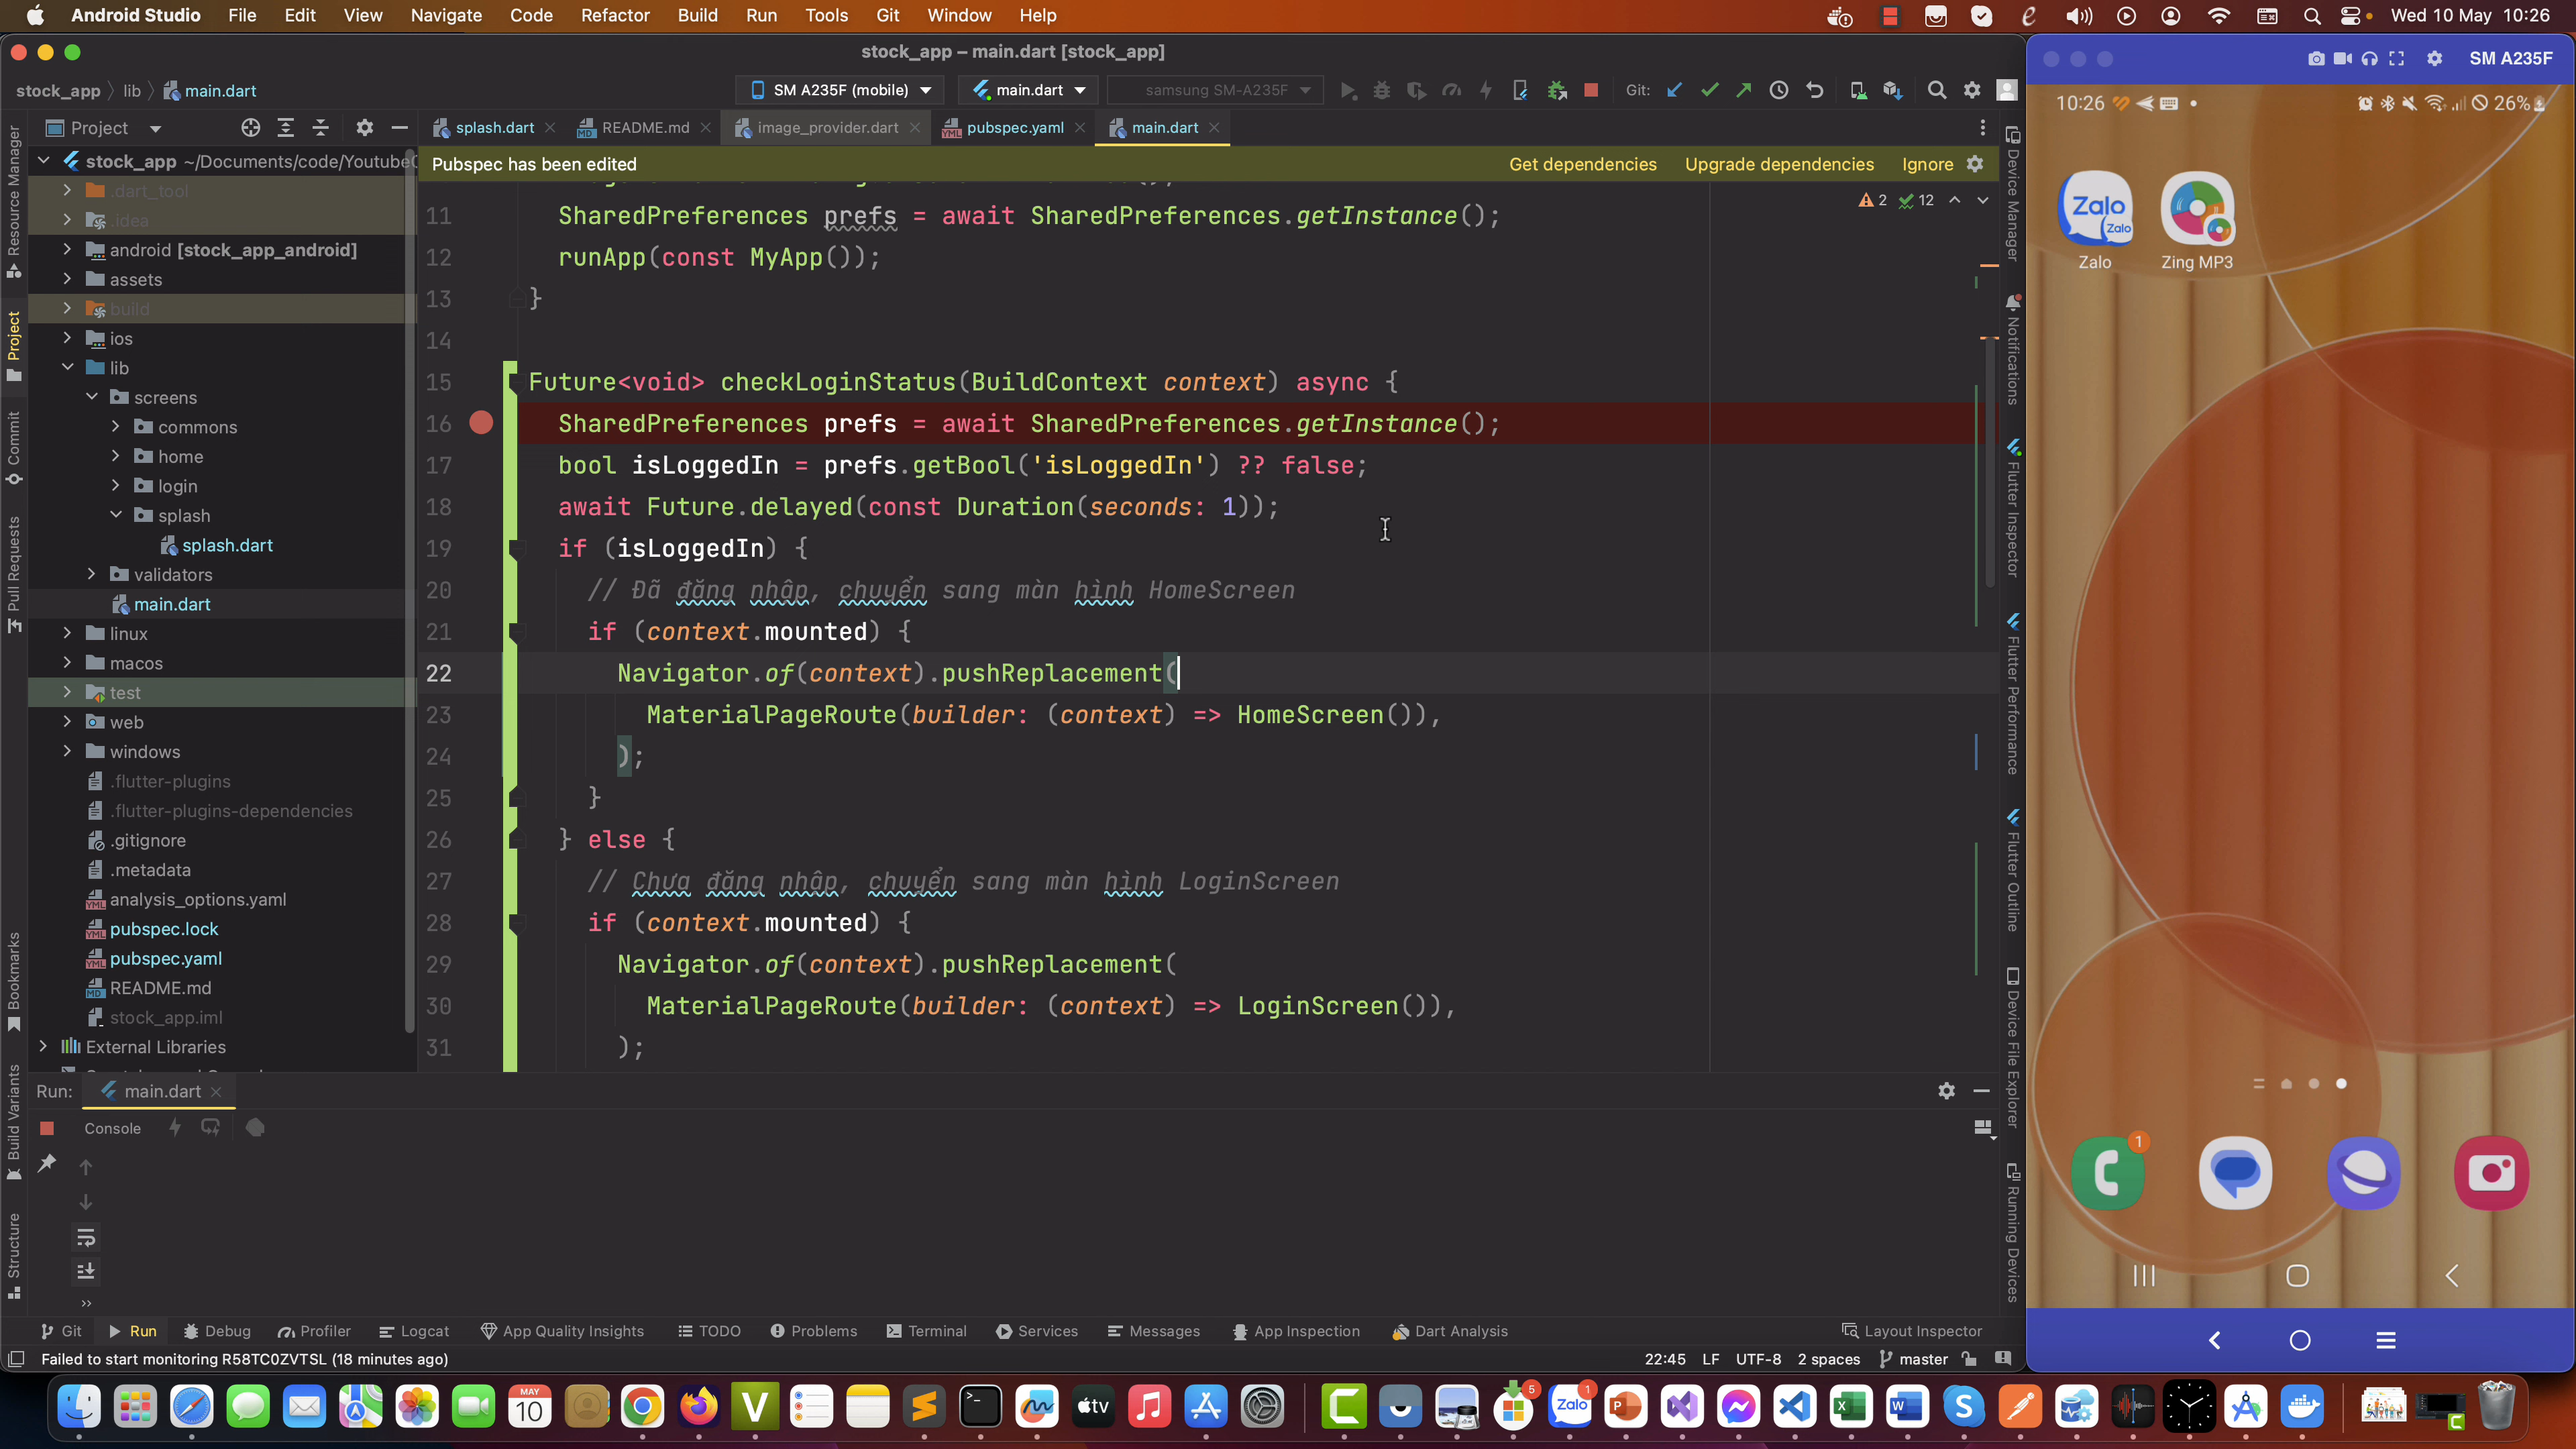 Android Studio File Edit View Navigate Code Refactor Build Run Tools Git Window Help Wed 10 May 10:26
stock_app – main.dart [stock_app]
SM A235F
stock_app lib main.dart
SM A235F (mobile) main.dart samsung SM-A235F Git:
10:26 26%
Project
splash.dart README.md image_provider.dart pubspec.yaml main.dart
Pubspec has been edited Get dependencies Upgrade dependencies Ignore
stock_app ~/Documents/code/Youtube
.dart_tool
.idea
android [stock_app_android]
assets
build
ios
lib
screens
commons
home
login
splash
splash.dart
validators
main.dart
linux
macos
test
web
windows
.flutter-plugins
.flutter-plugins-dependencies
.gitignore
.metadata
analysis_options.yaml
pubspec.lock
pubspec.yaml
README.md
stock_app.iml
External Libraries
2 12
11 SharedPreferences prefs = await SharedPreferences.getInstance();
12 runApp(const MyApp());
13 }
14
15 Future<void> checkLoginStatus(BuildContext context) async {
16 SharedPreferences prefs = await SharedPreferences.getInstance();
17 bool isLoggedIn = prefs.getBool('isLoggedIn') ?? false;
18 await Future.delayed(const Duration(seconds: 1));
19 if (isLoggedIn) {
20 // Đã đăng nhập, chuyển sang màn hình HomeScreen
21 if (context.mounted) {
22 Navigator.of(context).pushReplacement(
23 MaterialPageRoute(builder: (context) => HomeScreen()),
24 );
25 }
26 } else {
27 // Chưa đăng nhập, chuyển sang màn hình LoginScreen
28 if (context.mounted) {
29 Navigator.of(context).pushReplacement(
30 MaterialPageRoute(builder: (context) => LoginScreen()),
31 );
Resource Manager
Project
Commit
Pull Requests
Bookmarks
Build Variants
Structure
Device Manager
Notifications
Flutter Inspector
Flutter Performance
Flutter Outline
Device File Explorer
Running Devices
Zalo
Zalo
Zalo
Zing MP3
1
Run: main.dart
Console
Git Run Debug Profiler Logcat App Quality Insights TODO Problems Terminal Services Messages App Inspection Dart Analysis Layout Inspector
Failed to start monitoring R58TC0ZVTSL (18 minutes ago) 22:45 LF UTF-8 2 spaces master
MAY
10
tv
5
Zalo
1